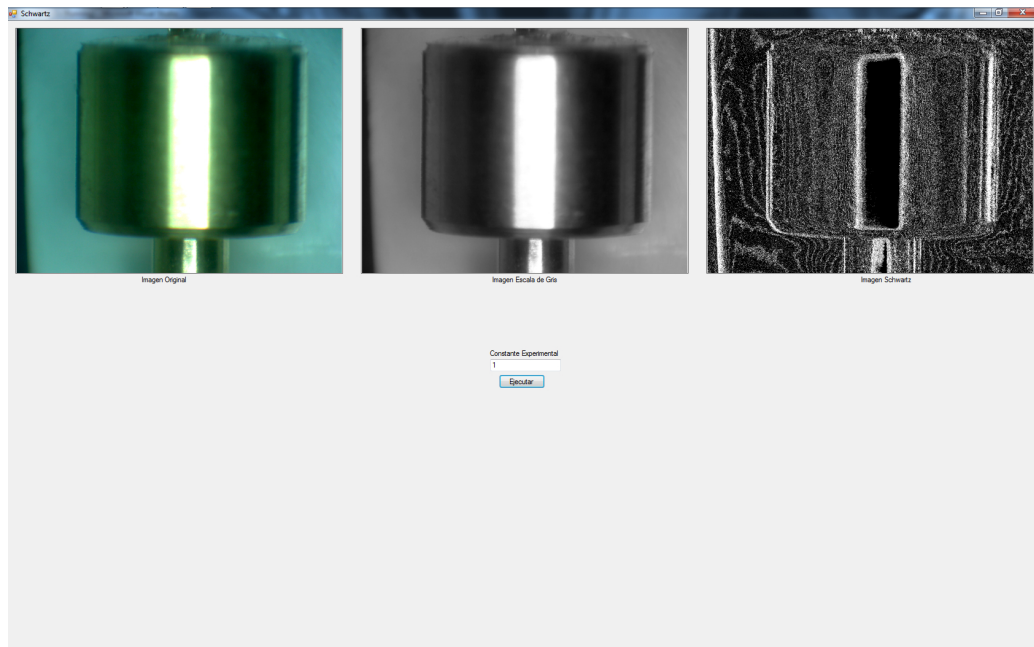 Schwartz
Imagen Original
Imagen Escala de Gris
Imagen Schwartz
Constante Experimental
1
Ejecutar